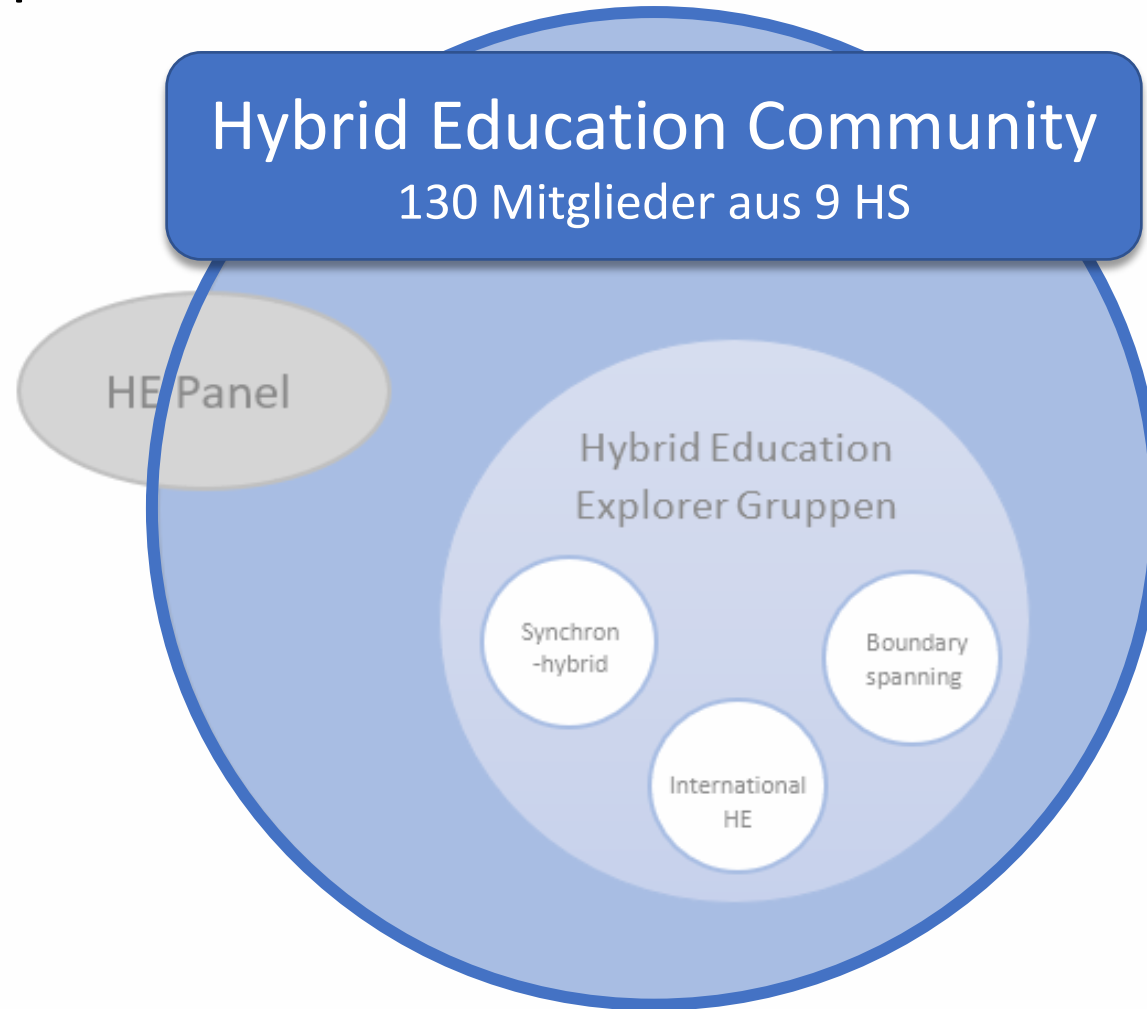 Hybrid Education Community
130 Mitglieder aus 9 HS
HE Panel
Hybrid Education
Explorer Gruppen
Synchron
-hybrid
Boundary
spanning
International
HE